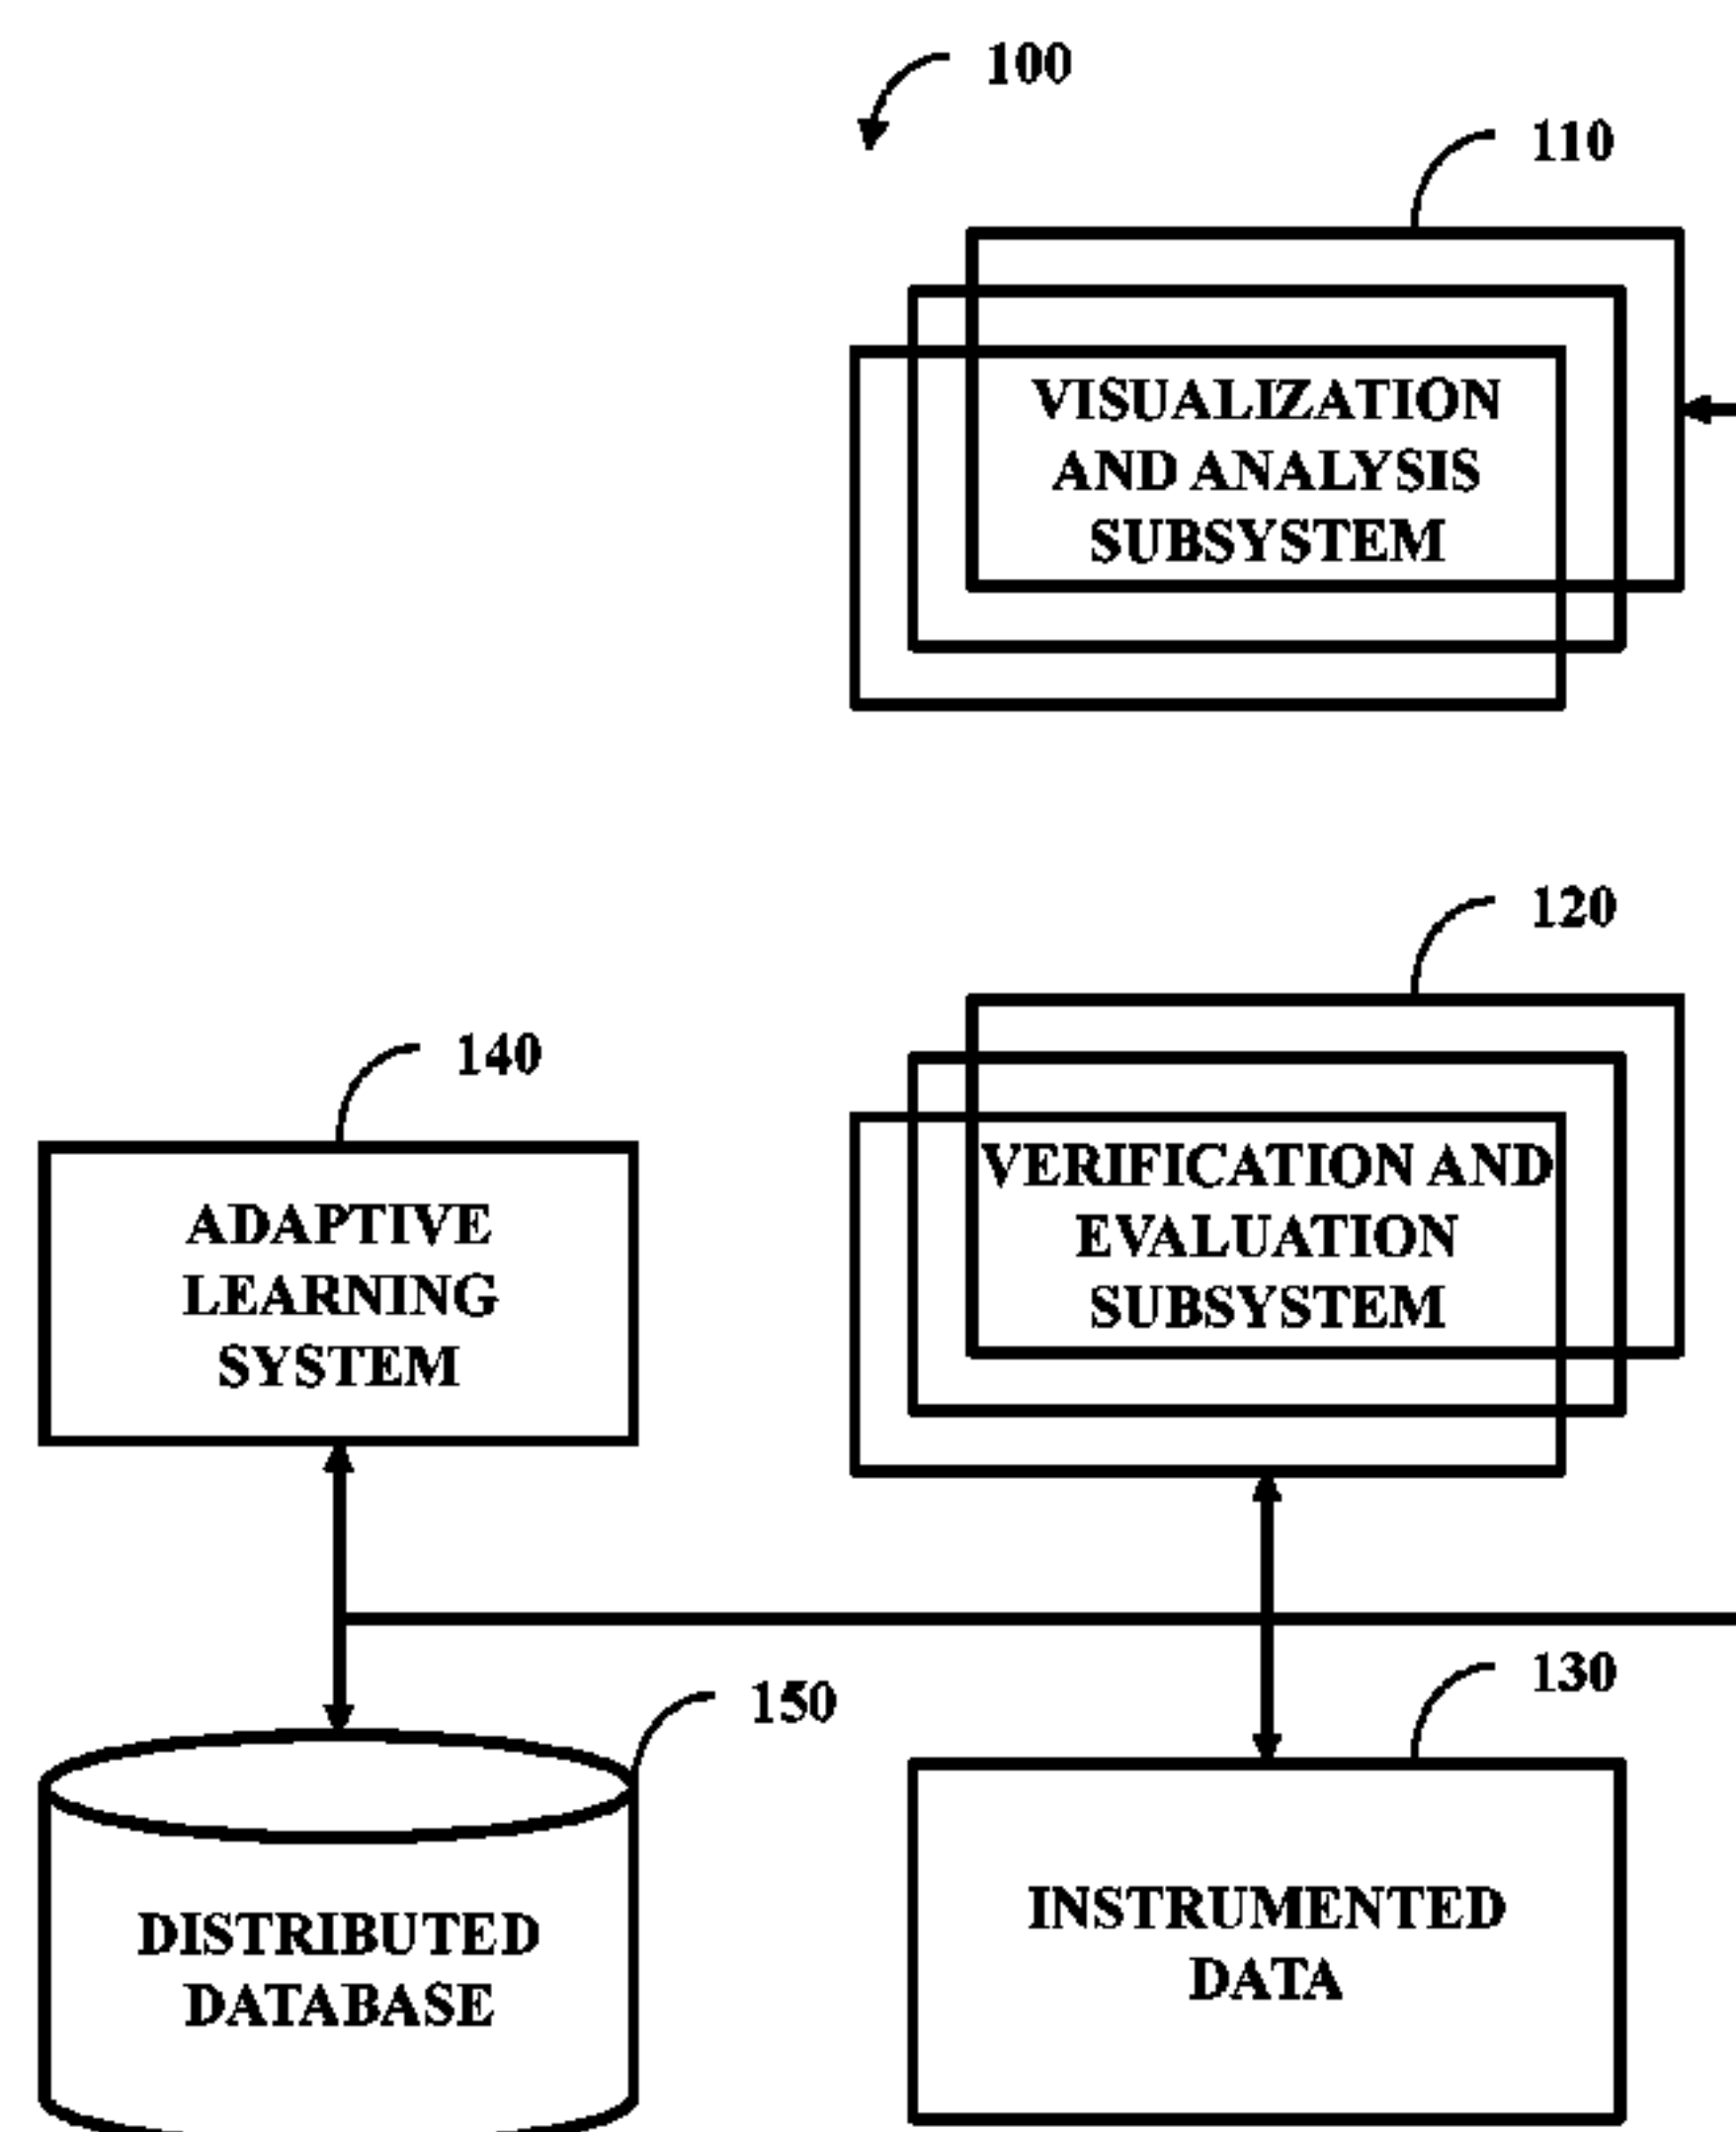 100
110
VISUALIZATION
AND ANALYSIS
SUBSYSTEM
120
140
VERIFICATION AND
EVALUATION
SUBSYSTEM
ADAPTIVE
LEARNING
SYSTEM
130
150
INSTRUMENTED
DATA
DISTRIBUTED
DATABASE